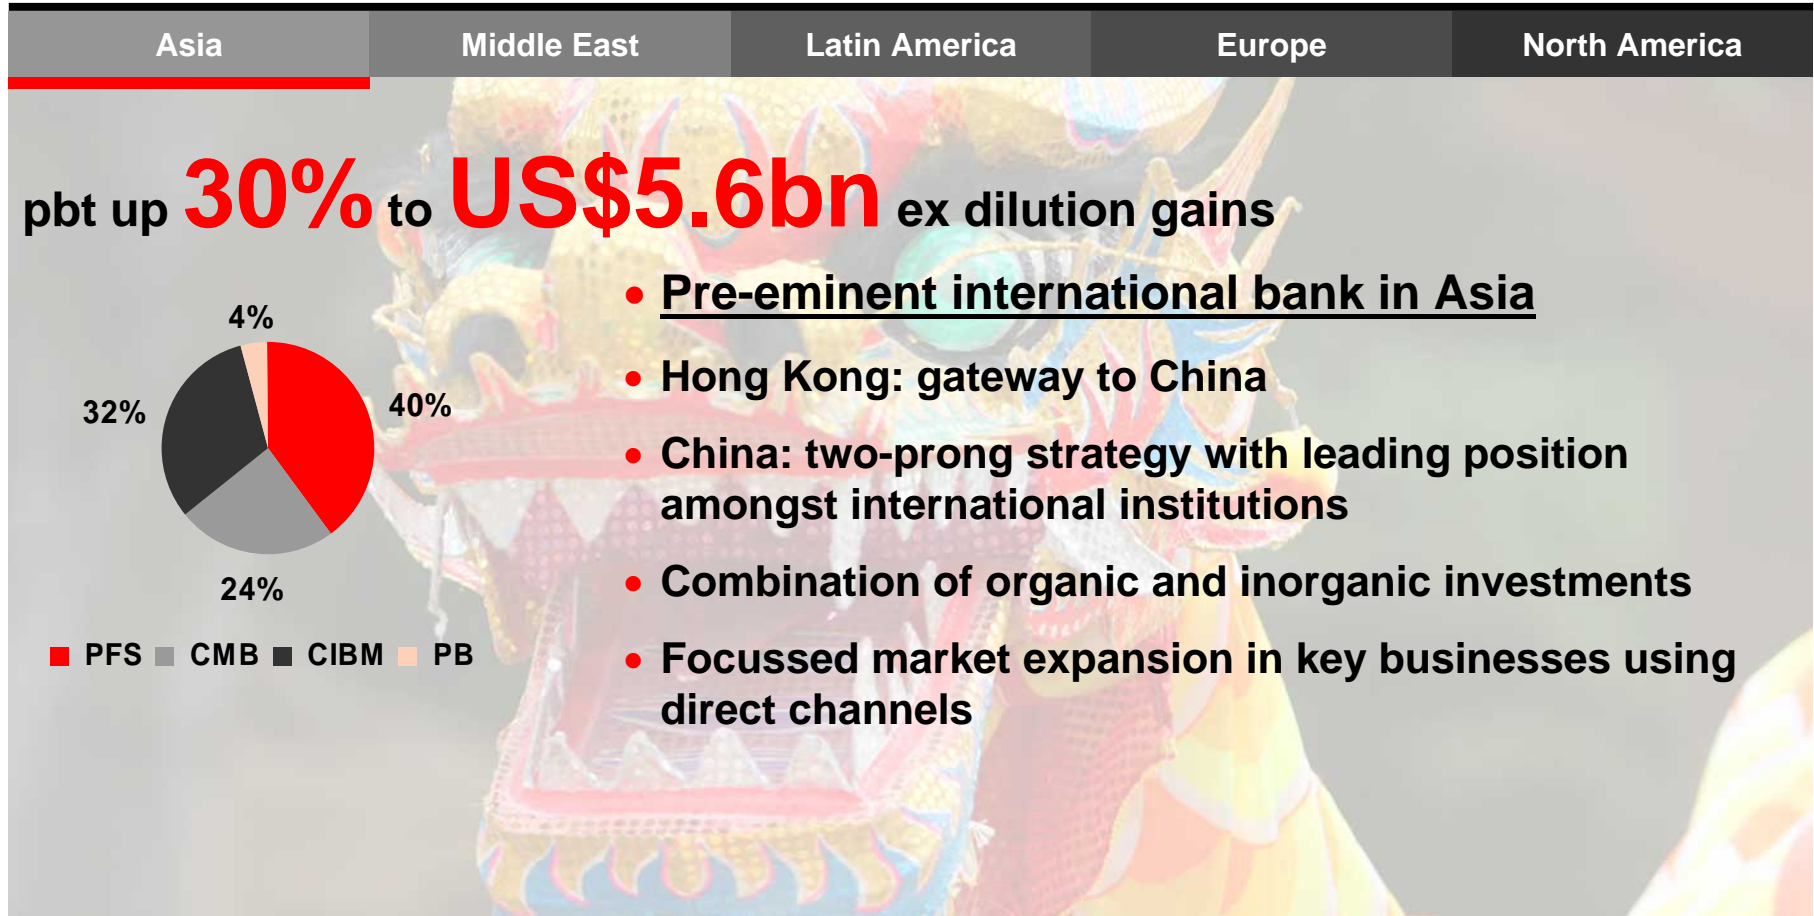 Asia Middle East Latin America Europe North America
pbt up 30% to US$5.6bn ex dilution gains
4%
32%
40%
24%
PFS CMB CIBM PB
• Pre-eminent international bank in Asia
• Hong Kong: gateway to China
• China: two-prong strategy with leading position
amongst international institutions
• Combination of organic and inorganic investments
• Focussed market expansion in key businesses using
direct channels